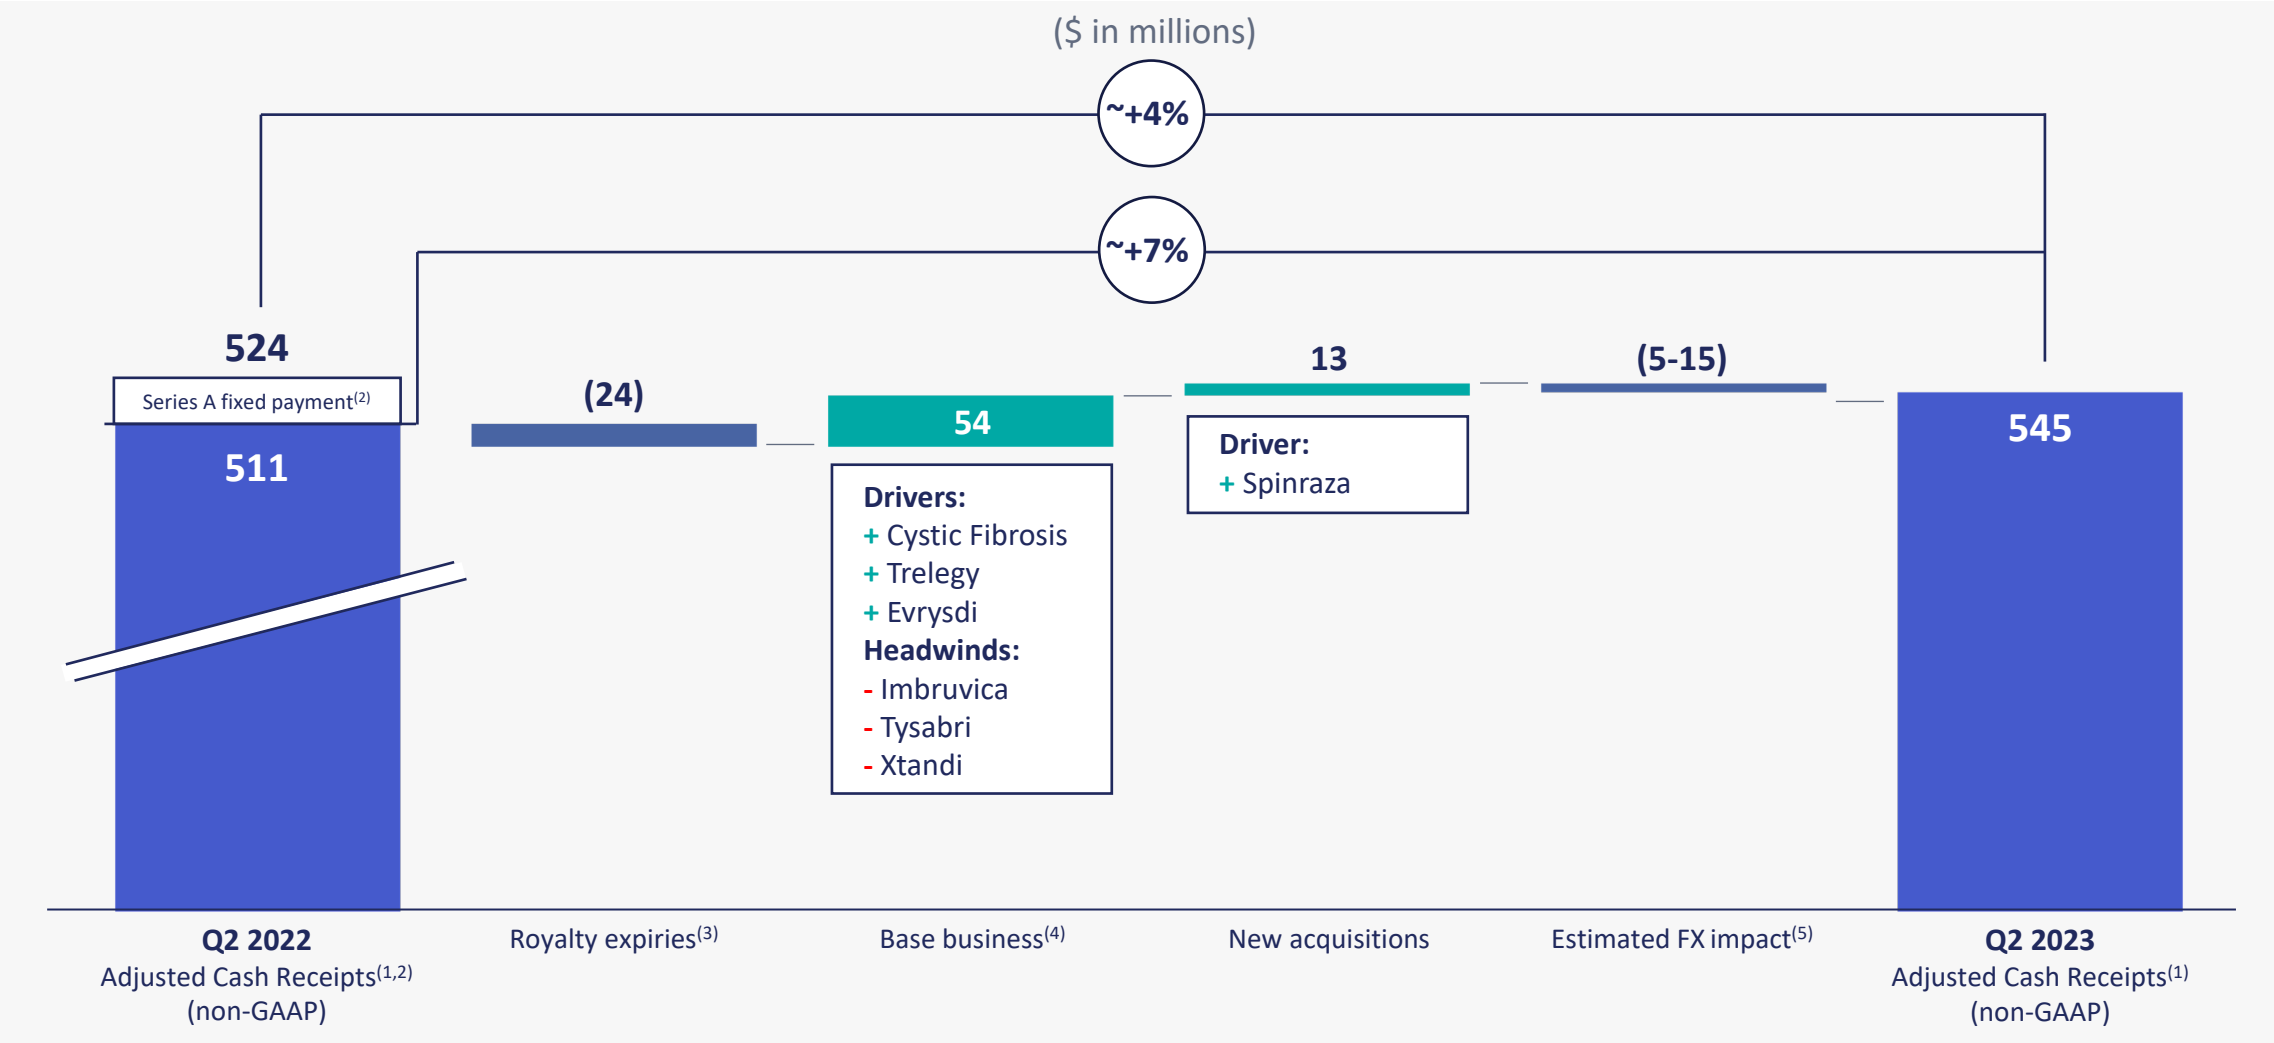 ($ in millions)
~+4%
~+7%
524
Series A fixed payment(2)
511
(24)
54
Drivers:
+ Cystic Fibrosis
+ Trelegy
+ Evrysdi
Headwinds:
- Imbruvica
- Tysabri
- Xtandi
13
Driver:
+ Spinraza
(5-15)
545
Q2 2022
Adjusted Cash Receipts(1,2)
(non-GAAP)
Royalty expiries(3)
Base business(4)
New acquisitions
Estimated FX impact(5)
Q2 2023
Adjusted Cash Receipts(1)
(non-GAAP)